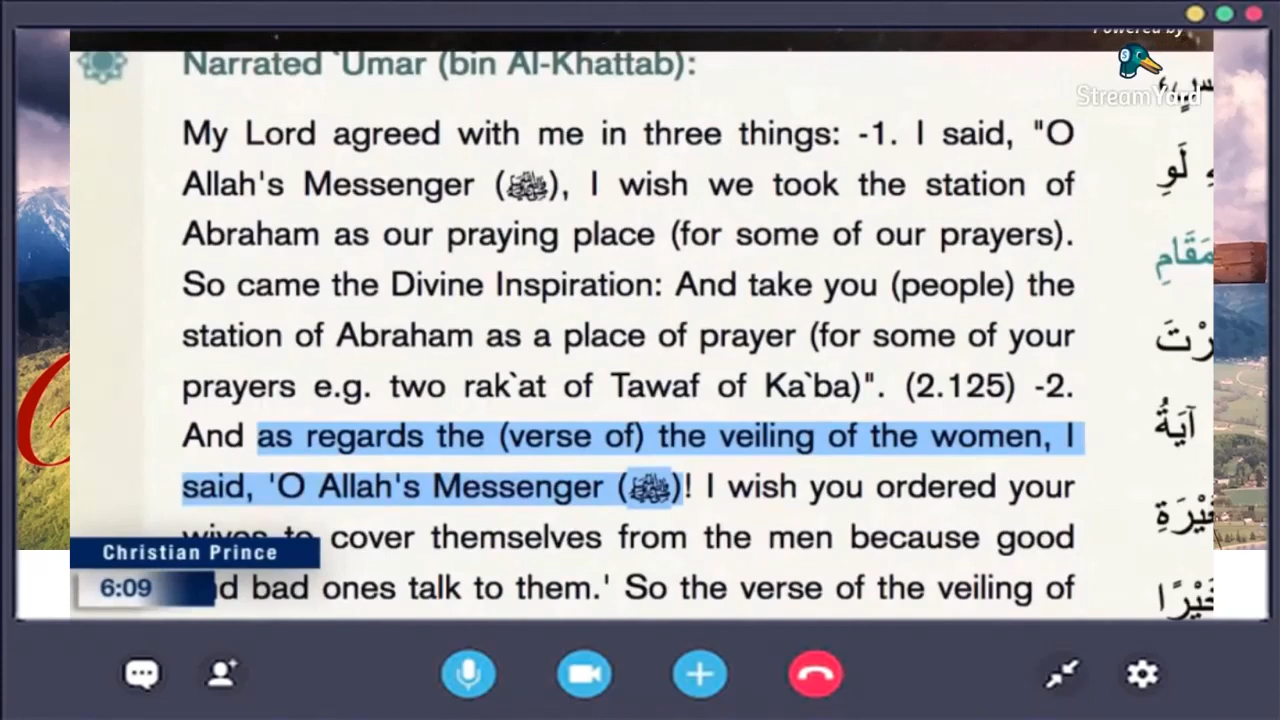 Powered by
StreamYard
Narrated `Umar (bin Al-Khattab):
My Lord agreed with me in three things: -1. I said, "O
Allah's Messenger (ﷺ), I wish we took the station of
Abraham as our praying place (for some of our prayers).
So came the Divine Inspiration: And take you (people) the
station of Abraham as a place of prayer (for some of your
prayers e.g. two rak`at of Tawaf of Ka`ba)". (2.125) -2.
And as regards the (verse of) the veiling of the women, I
said, 'O Allah's Messenger (ﷺ)! I wish you ordered your
wives to cover themselves from the men because good
bad ones talk to them.' So the verse of the veiling of
لَوِ
مَقَامِ
آيَةُ
Christian Prince
6:09